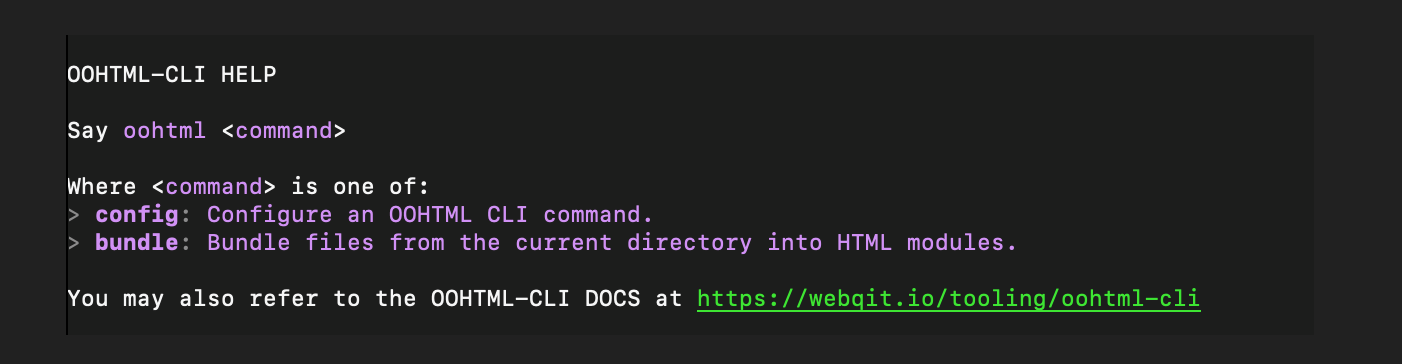 OOHTML-CLI HELP
Say oohtml <command>
Where <command> is one of:
> config: Configure an OOHTML CLI command.
> bundle: Bundle files from the current directory into HTML modules.
You may also refer to the OOHTML-CLI DOCS at https://webqit.io/tooling/oohtml-cli